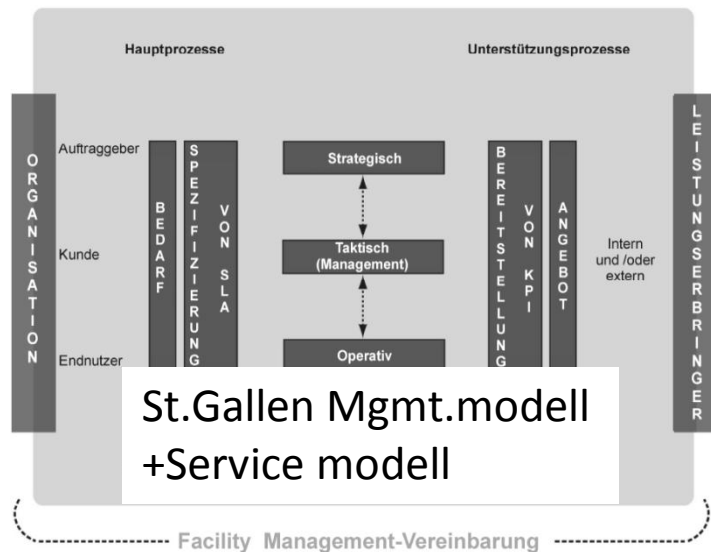 Hauptprozesse
Unterstützungsprozesse
ORGANISATION
Auftraggeber
Kunde
Endnutzer
BEDARF
SPEZIFIZIERUNG
VON SLA
Strategisch
Taktisch
(Management)
Operativ
BEREITSTELLUNG
VON KPI
ANGEBOT
Intern
und /oder
extern
LEISTUNGSERBRINGER
St.Gallen Mgmt.modell
+Service modell
Facility Management-Vereinbarung